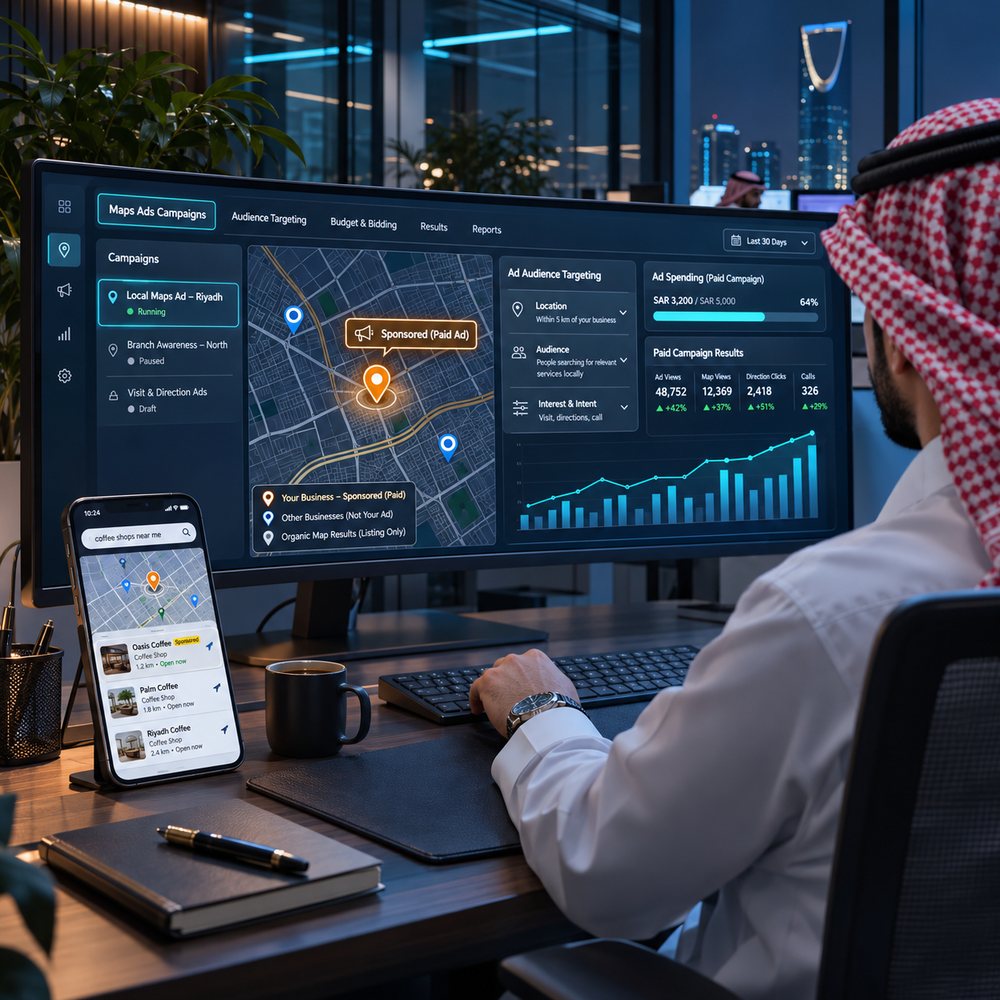 Maps Ads Campaigns
Audience Targeting
Budget & Bidding
Results
Reports
Last 30 Days
Campaigns
Local Maps Ad – Riyadh
Running
Branch Awareness – North
Paused
Visit & Direction Ads
Draft
Sponsored (Paid Ad)
Your Business – Sponsored (Paid)
Other Businesses (Not Your Ad)
Organic Map Results (Listing Only)
Ad Audience Targeting
Location
Within 5 km of your business
Audience
People searching for relevant
services locally
Interest & Intent
Visit, directions, call
Ad Spending (Paid Campaign)
SAR 3,200 / SAR 5,000 64%
Paid Campaign Results
Ad Views Map Views Direction Clicks Calls
48,752 12,369 2,418 326
▲ +42% ▲ +37% ▲ +51% ▲ +29%
10:24
coffee shops near me
Oasis Coffee Sponsored
Coffee Shop
1.2 km • Open now
Palm Coffee
Coffee Shop
1.8 km • Open now
Riyadh Coffee
Coffee Shop
2.4 km • Open now